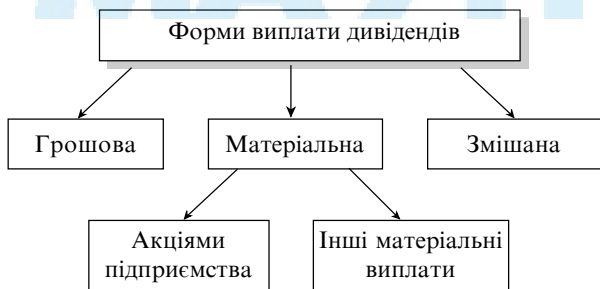 Форми виплати дивідендів
Грошова
Матеріальна
Змішана
Акціями
підприємства
Інші матеріальні
виплати